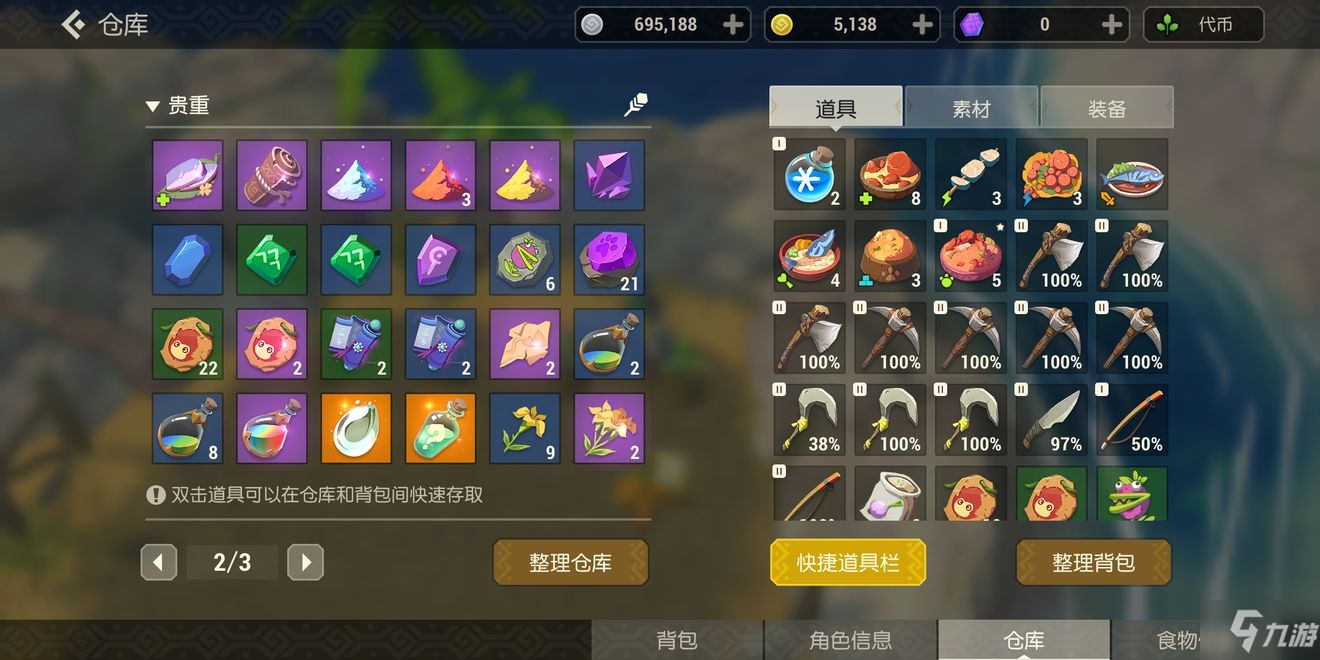 仓库
695,188
5,138
0
代币
贵重
3
6
21
22
2
2
2
2
2
8
9
2
双击道具可以在仓库和背包间快速存取
2/3
整理仓库
道具
素材
装备
I
2
8
3
3
4
3
I
5
II
100%
II
100%
II
100%
II
100%
II
100%
II
100%
II
100%
II
38%
II
100%
II
100%
II
97%
I
50%
II
快捷道具栏
整理背包
背包
角色信息
仓库
食物
九游